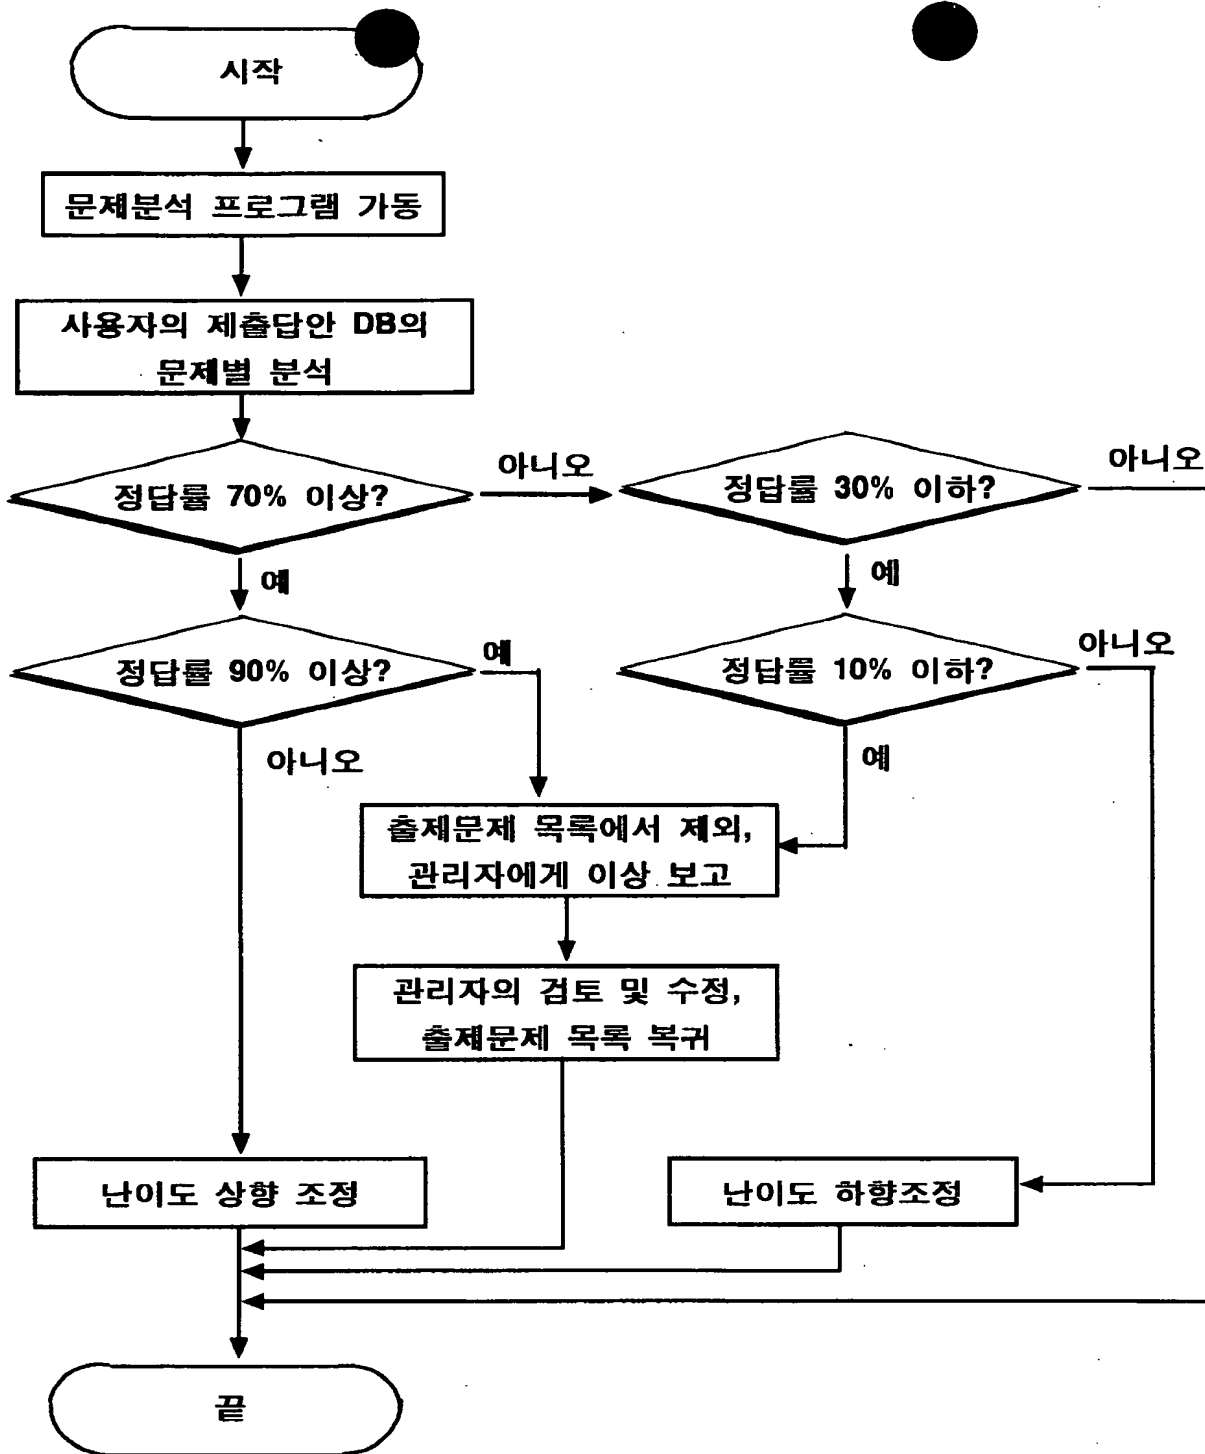 시작
문제분석 프로그램 가동
사용자의 제출답안 DB의
문제별 분석
정답률 70% 이상?
아니오
정답률 30% 이하?
아니오
예
예
정답률 90% 이상?
예
정답률 10% 이하?
아니오
아니오
예
출제문제 목록에서 제외,
관리자에게 이상 보고
관리자의 검토 및 수정,
출제문제 목록 복귀
난이도 상향 조정
난이도 하향조정
끝